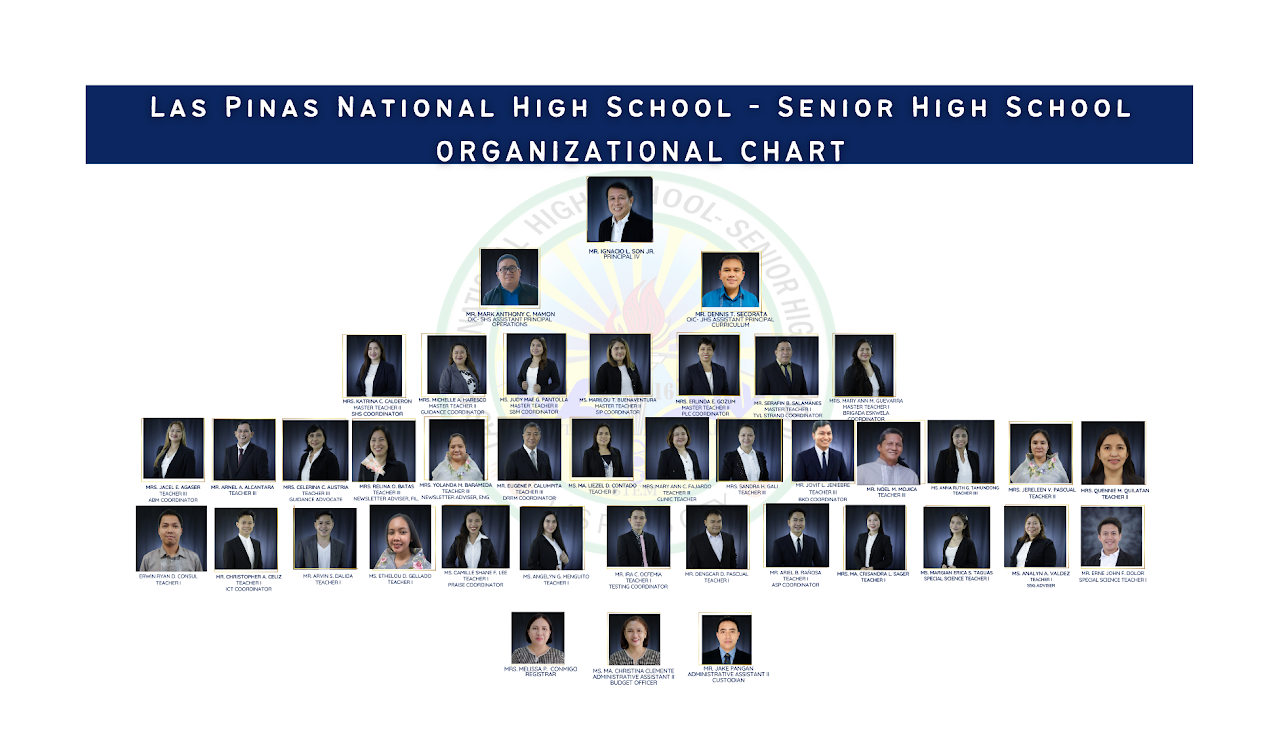 Las Pinas National High School - Senior High School
ORGANIZATIONAL CHART
MR. IGNACIO L. SON JR.
PRINCIPAL IV
MR. MARK ANTHONY C. MAMON
OIC- SHS ASSISTANT PRINCIPAL
OPERATIONS
MR. DENNIS T. SECORATA
OIC- JHS ASSISTANT PRINCIPAL
CURRICULUM
MRS. KATRINA C. CALDERON
MASTER TEACHER II
SHS COORDINATOR
MRS. MICHELLE A. HARESCO
MASTER TEACHER II
GUIDANCE COORDINATOR
MS. JUDY MAE G. PANTOLLA
MASTER TEACHER II
SBM COORDINATOR
MS. MARILOU T. BUENAVENTURA
MASTER TEACHER II
SIP COORDINATOR
MRS. ERLINDA E. GOZUM
MASTER TEACHER II
PLC COORDINATOR
MR. SERAFIN B. SALAMANES
MASTER TEACHER I
TVL STRAND COORDINATOR
MRS. MARY ANN M. GUEVARRA
MASTER TEACHER I
BRIGADA ESKWELA
COORDINATOR
MRS. JACEL E. AGASER
TEACHER III
ABM COORDINATOR
MR. ARNEL A. ALCANTARA
TEACHER III
MRS. CELERINA C. AUSTRIA
TEACHER III
GUIDANCE ADVOCATE
MRS. RELINA D. BATAS
TEACHER III
NEWSLETTER ADVISER, FIL.
MRS. YOLANDA M. BARAMEDA
TEACHER III
NEWSLETTER ADVISER, ENG
MR. EUGENE P. CALUMPITA
TEACHER III
DRRM COORDINATOR
MS. MA. LIEZEL D. CONTADO
TEACHER III
MRS MARY ANN C. FAJARDO
TEACHER III
CLINIC TEACHER
MRS. SANDRA H. GALI
TEACHER III
MR. JOVIT L. JENIEBRE
TEACHER III
BKD COORDINATOR
MR. NOEL M. MOJICA
TEACHER III
MS. ANNA RUTH G. TAMUNDONG
TEACHER III
MRS. JERELEEN V. PASCUAL
TEACHER II
MRS. QUENNIE M. QUILATAN
TEACHER II
ERWIN RYAN D. CONSUL
TEACHER I
MR. CHRISTOPHER A. CELIZ
TEACHER I
ICT COORDINATOR
MR. ARVIN S. DALIDA
TEACHER I
MS. ETHELOU D. GELLADO
TEACHER I
MS. CAMILLE SHANE F. LEE
TEACHER I
PRAISE COORDINATOR
MS. ANGELYN G. MENGUITO
TEACHER I
MR. IRA C. OCFEMIA
TEACHER I
TESTING COORDINATOR
MR. DENGCAR D. PASCUAL
TEACHER I
MR. ARIEL B. RAÑOSA
TEACHER I
ASP COORDINATOR
MRS. MA. CRISANDRA L. SAGER
TEACHER I
MS. MARISIAN ERICA S. TAGUAS
SPECIAL SCIENCE TEACHER I
MS. ANALYN A. VALDEZ
TEACHER I
MR. ERNE JOHN F. DOLOR
SPECIAL SCIENCE TEACHER I
MRS. MELISSA P. CONMIGO
REGISTRAR
MS. MA. CHRISTINA CLEMENTE
ADMINISTRATIVE ASSISTANT II
BUDGET OFFICER
MR. JAKE PANGAN
ADMINISTRATIVE ASSISTANT II
CUSTODIAN